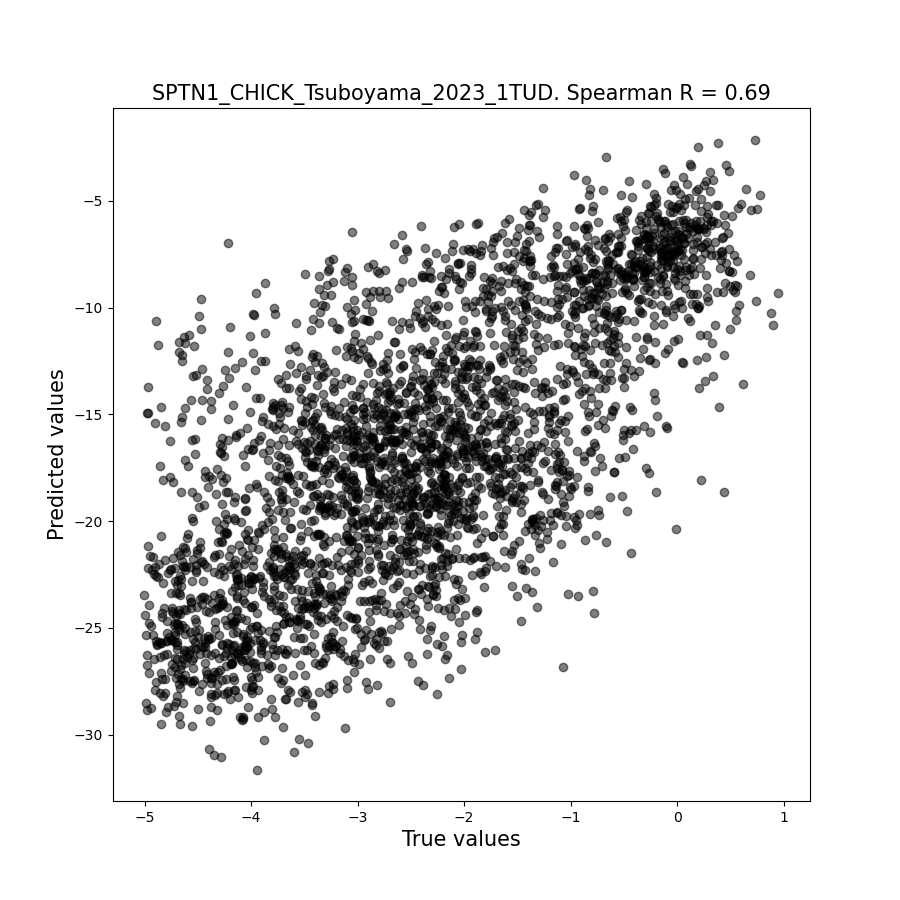 SPTN1_CHICK_Tsuboyama_2023_1TUD. Spearman R = 0.69
Predicted values
−5
−10
−15
−20
−25
−30
−5 −4 −3 −2 −1 0 1
True values